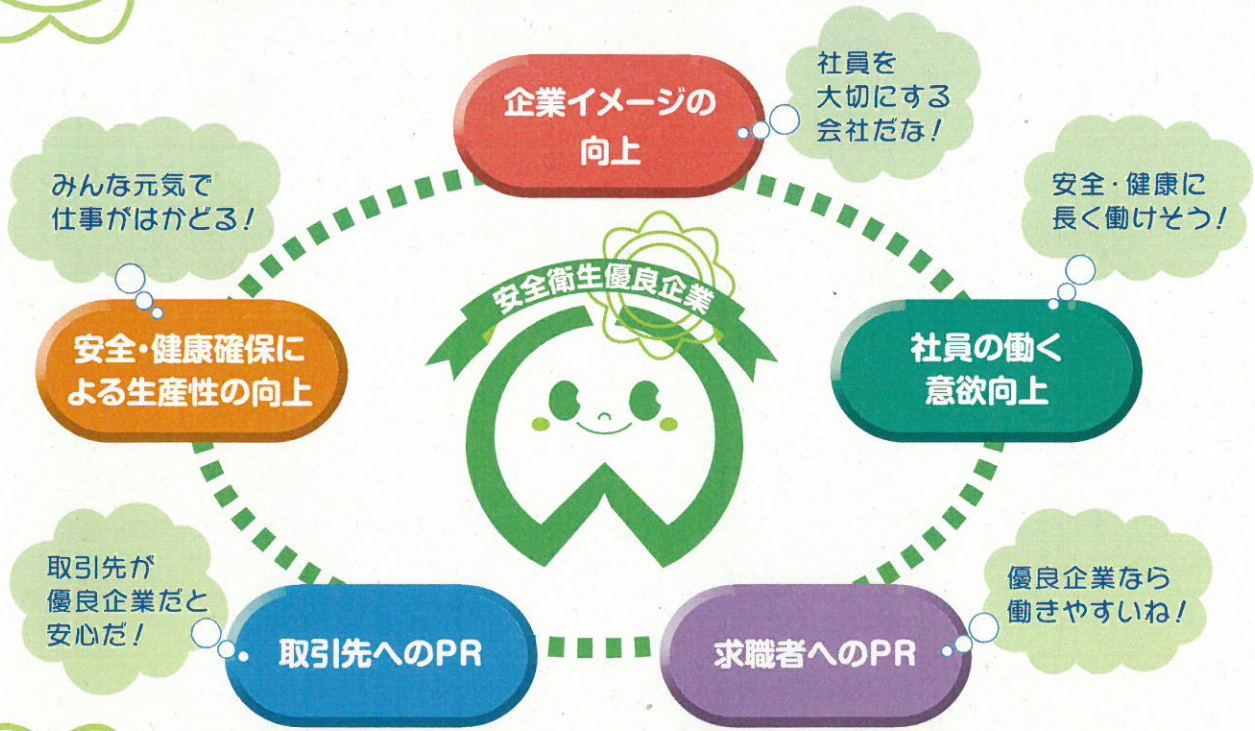 企業イメージの
向上
社員を
大切にする
会社だな!
みんな元気で
仕事がはかどる!
安全・健康に
長く働けそう!
安全衛生優良企業
安全・健康確保に
よる生産性の向上
社員の働く
意欲向上
取引先が
優良企業だと
安心だ!
取引先へのPR
求職者へのPR
優良企業なら
働きやすいね!